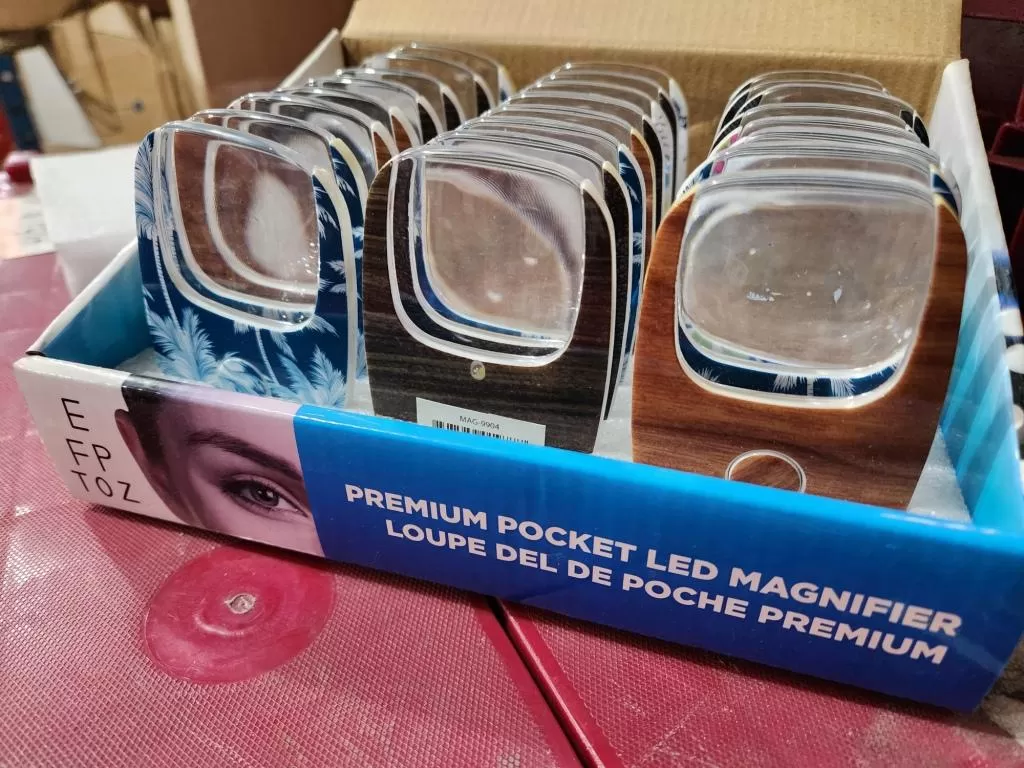 E
FP
TOZ
MAG-9904
PREMIUM POCKET LED MAGNIFIER
LOUPE DEL DE POCHE PREMIUM